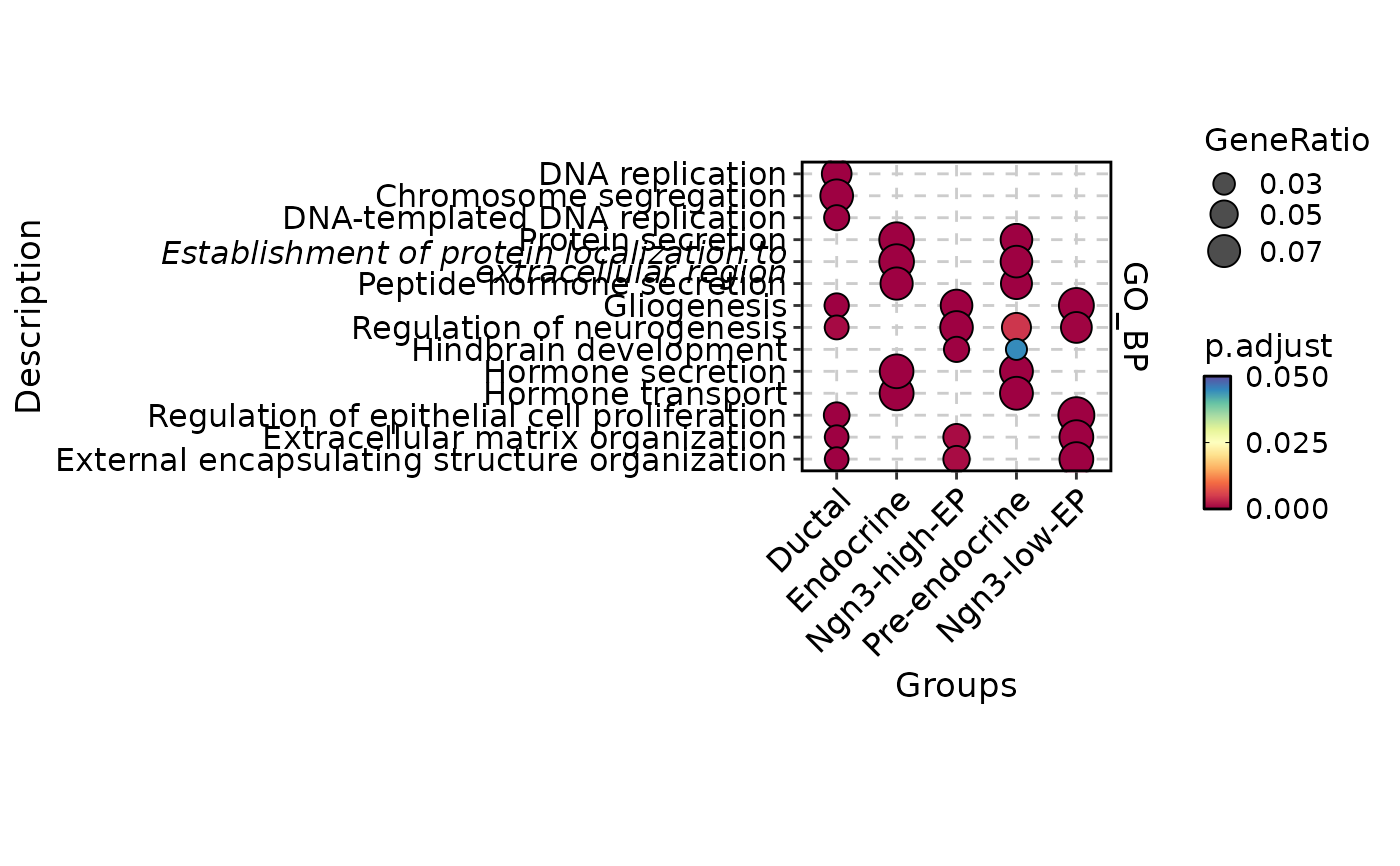 Description
DNA replication
Chromosome segregation
DNA-templated DNA replication
Protein secretion
Establishment of protein localization to
extracellular region
Peptide hormone secretion
Gliogenesis
Regulation of neurogenesis
Hindbrain development
Hormone secretion
Hormone transport
Regulation of epithelial cell proliferation
Extracellular matrix organization
External encapsulating structure organization
Ductal
Endocrine
Ngn3-high-EP
Pre-endocrine
Ngn3-low-EP
Groups
GO_BP
GeneRatio
0.03
0.05
0.07
p.adjust
0.050
0.025
0.000